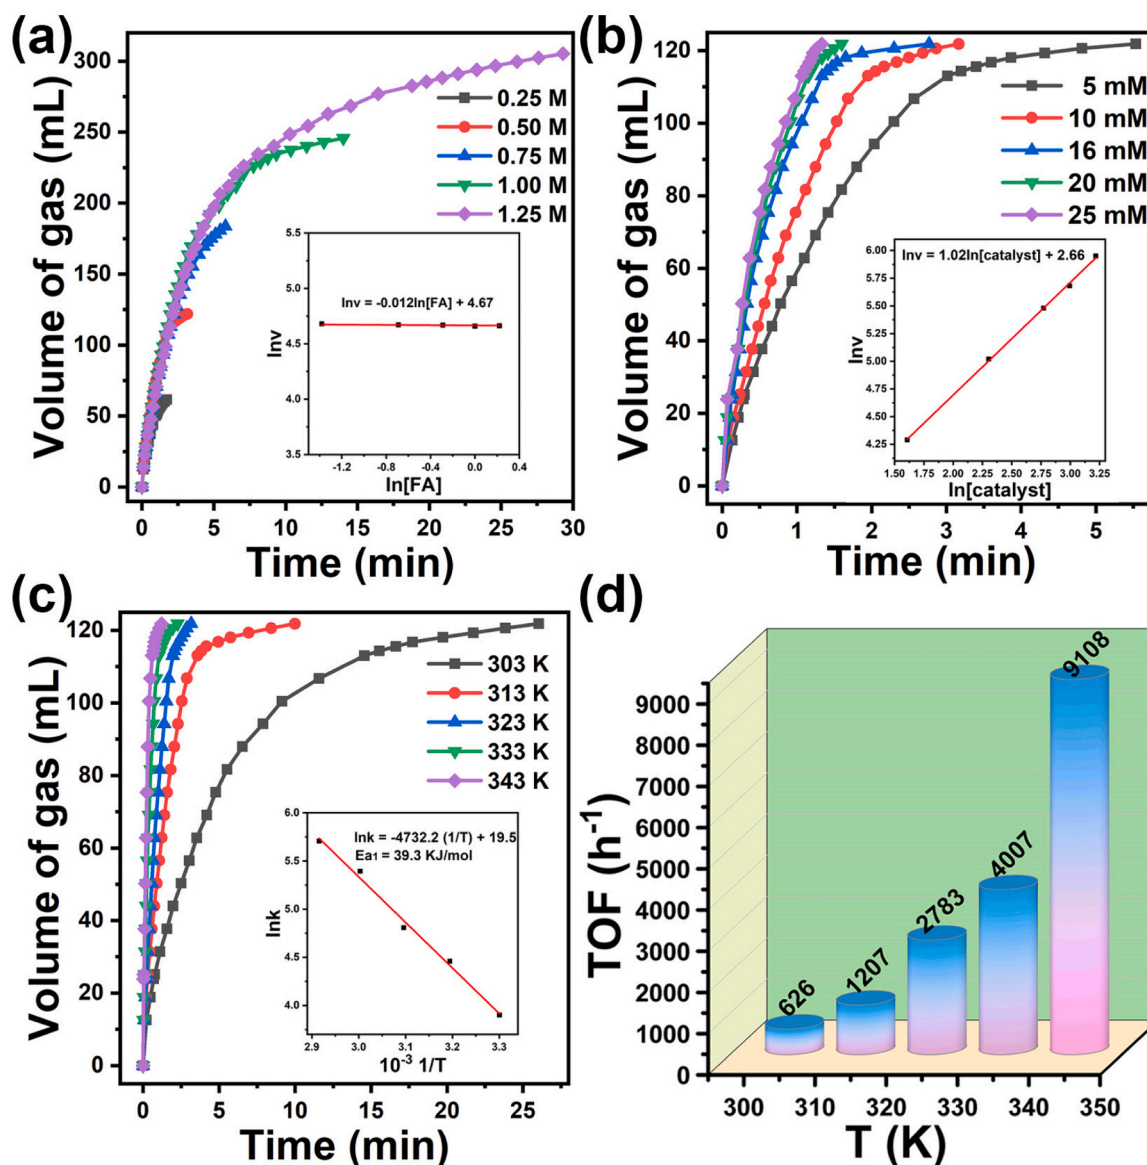 (a)
Volume of gas (mL)
300
250
200
150
100
50
0
0.25 M
0.50 M
0.75 M
1.00 M
1.25 M
5.5
5.0
4.5
4.0
3.5
lnv
lnv = -0.012ln[FA] + 4.67
-1.2 -0.8 -0.4 0.0 0.4
ln[FA]
0 5 10 15 20 25 30
Time (min)
(b)
Volume of gas (mL)
120
100
80
60
40
20
0
5 mM
10 mM
16 mM
20 mM
25 mM
6.00
5.75
5.50
5.25
5.00
4.75
4.50
4.25
lnv
lnv = 1.02ln[catalyst] + 2.66
1.75 2.00 2.25 2.50 2.75 3.00 3.25
ln[catalyst]
0 1 2 3 4 5
Time (min)
(c)
Volume of gas (mL)
120
100
80
60
40
20
0
303 K
313 K
323 K
333 K
343 K
6.0
5.5
5.0
4.5
4.0
lnk
lnk = -4732.2 (1/T) + 19.5
Ea1 = 39.3 KJ/mol
2.9 3.0 3.1 3.2 3.3
10⁻³ 1/T
0 5 10 15 20 25
Time (min)
(d)
TOF (h⁻¹)
9000
8000
7000
6000
5000
4000
3000
2000
1000
0
626
1207
2783
4007
9108
300 310 320 330 340 350
T (K)